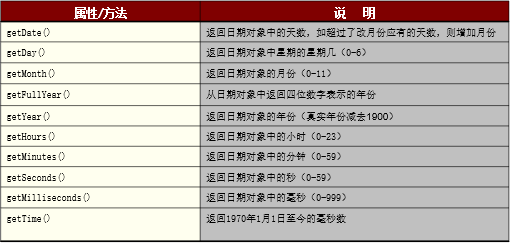 属性/方法 说 明
getDate() 返回日期对象中的天数，如超过了改月份应有的天数，则增加月份
getDay() 返回日期对象中星期的星期几（0-6）
getMonth() 返回日期对象的月份（0-11）
getFullYear() 从日期对象中返回四位数字表示的年份
getYear() 返回日期对象的年份（真实年份减去1900）
getHours() 返回日期对象中的小时（0-23）
getMinutes() 返回日期对象中的分钟（0-59）
getSeconds() 返回日期对象中的秒（0-59）
getMilliseconds() 返回日期对象中的毫秒（0-999）
getTime() 返回1970年1月1日至今的毫秒数